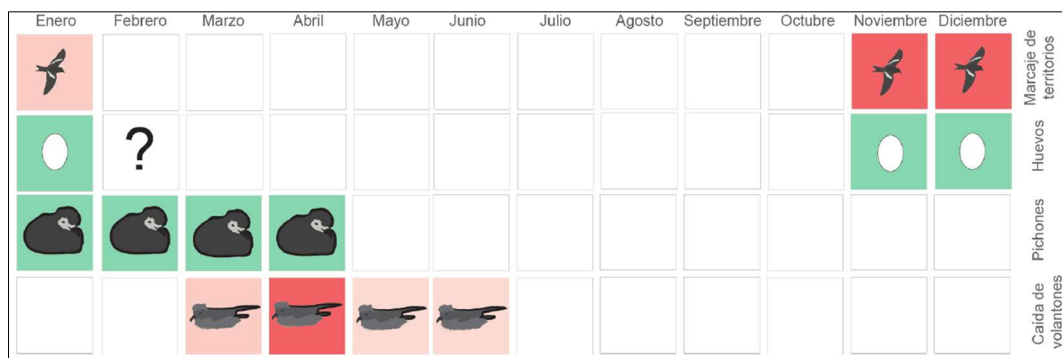 Enero Febrero Marzo Abril Mayo Junio Julio Agosto Septiembre Octubre Noviembre Diciembre
Marcaje de
territorios
?
Huevos
Pichones
Caída de
volantones